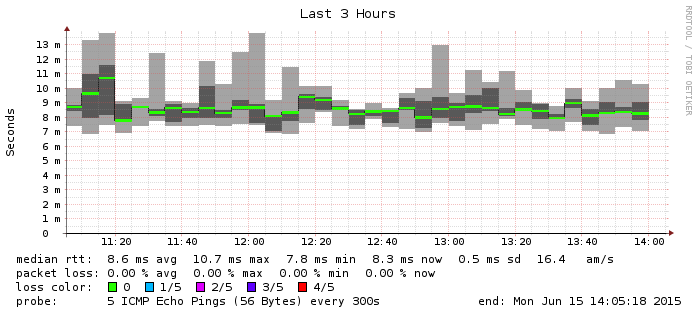 Last 3 Hours
RRDTOOL / TOBI OETIKER
Seconds
13 m
12 m
11 m
10 m
9 m
8 m
7 m
6 m
5 m
4 m
3 m
2 m
1 m
0
11:20 11:40 12:00 12:20 12:40 13:00 13:20 13:40 14:00
median rtt: 8.6 ms avg 10.7 ms max 7.8 ms min 8.3 ms now 0.5 ms sd 16.4 am/s
packet loss: 0.00 % avg 0.00 % max 0.00 % min 0.00 % now
loss color: 0 1/5 2/5 3/5 4/5
probe: 5 ICMP Echo Pings (56 Bytes) every 300s end: Mon Jun 15 14:05:18 2015